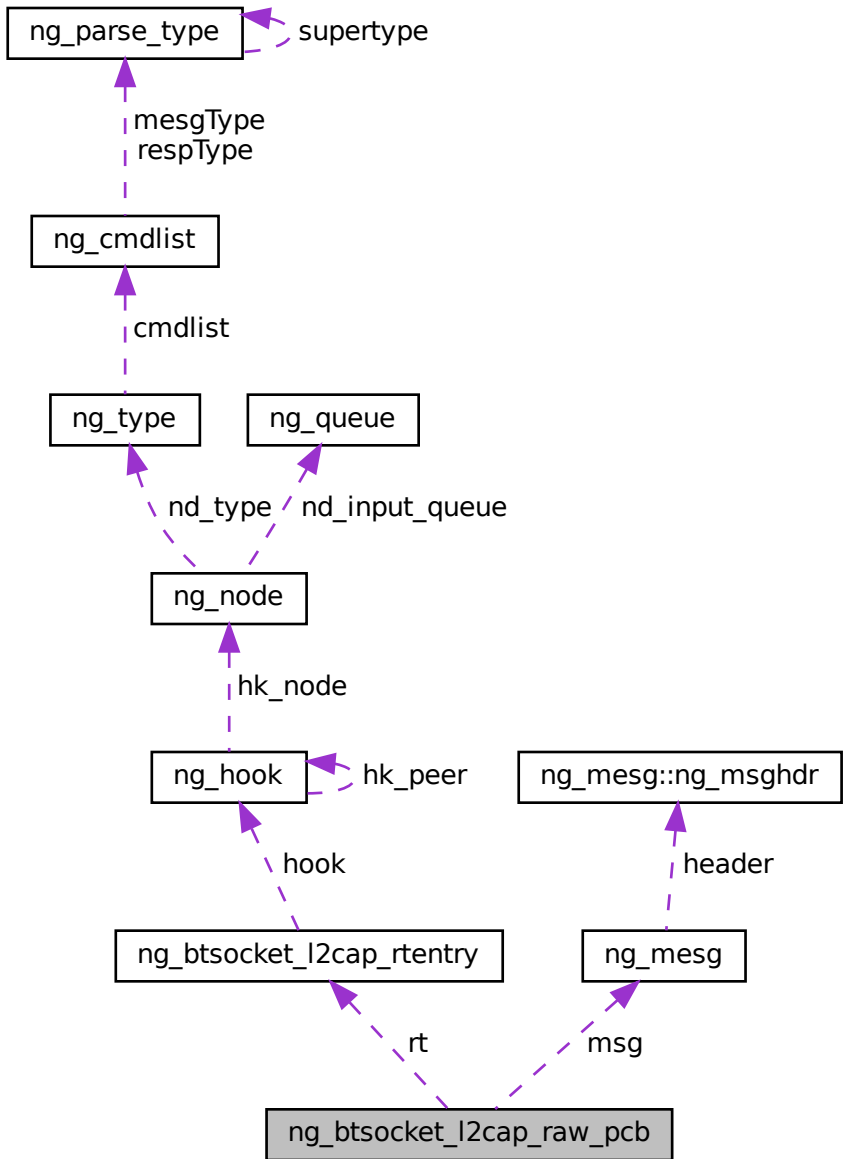 ng_parse_type
supertype
mesgType
respType
ng_cmdlist
cmdlist
ng_type
ng_queue
nd_type
nd_input_queue
ng_node
hk_node
ng_hook
hk_peer
ng_mesg::ng_msghdr
hook
header
ng_btsocket_l2cap_rtentry
ng_mesg
rt
msg
ng_btsocket_l2cap_raw_pcb